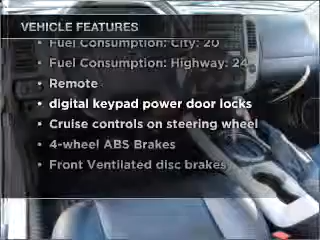 VEHICLE FEATURES
• Fuel Consumption: City: 20
• Fuel Consumption: Highway: 24
• Remote
• digital keypad power door locks
• Cruise controls on steering wheel
• 4-wheel ABS Brakes
• Front Ventilated disc brakes